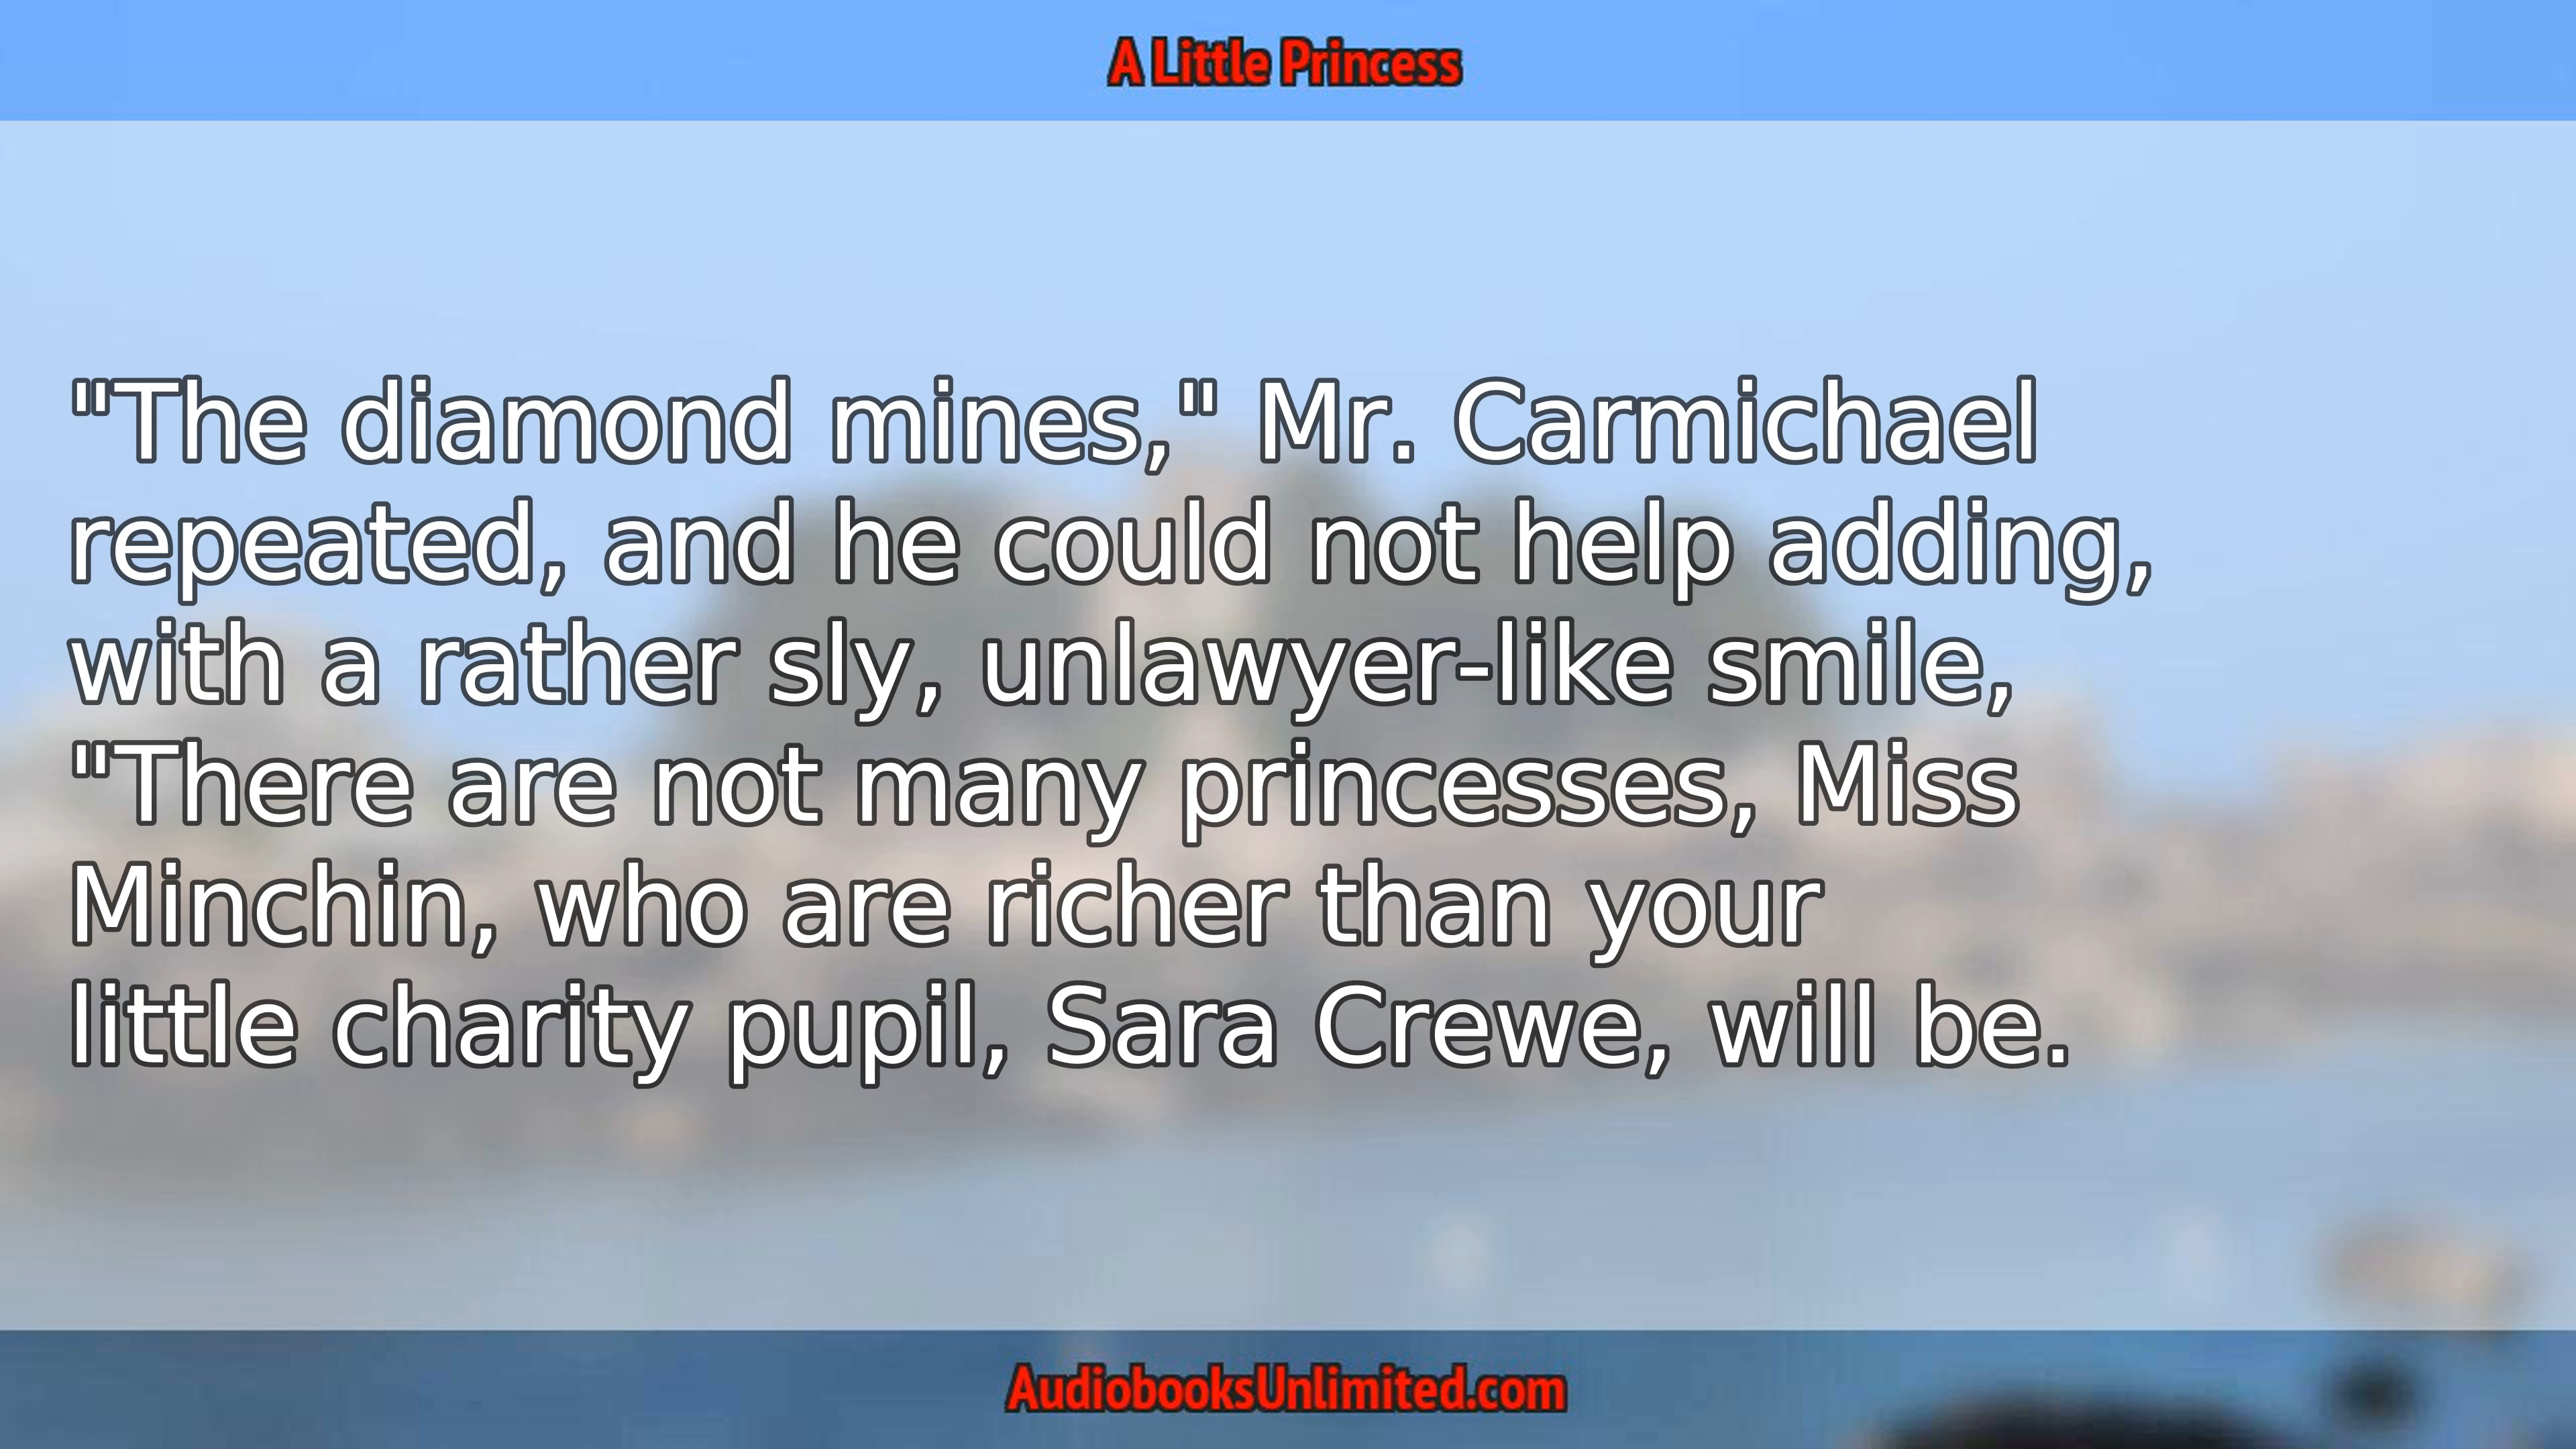 A Little Princess
"The diamond mines," Mr. Carmichael
repeated, and he could not help adding,
with a rather sly, unlawyer-like smile,
"There are not many princesses, Miss
Minchin, who are richer than your
little charity pupil, Sara Crewe, will be.
AudiobooksUnlimited.com